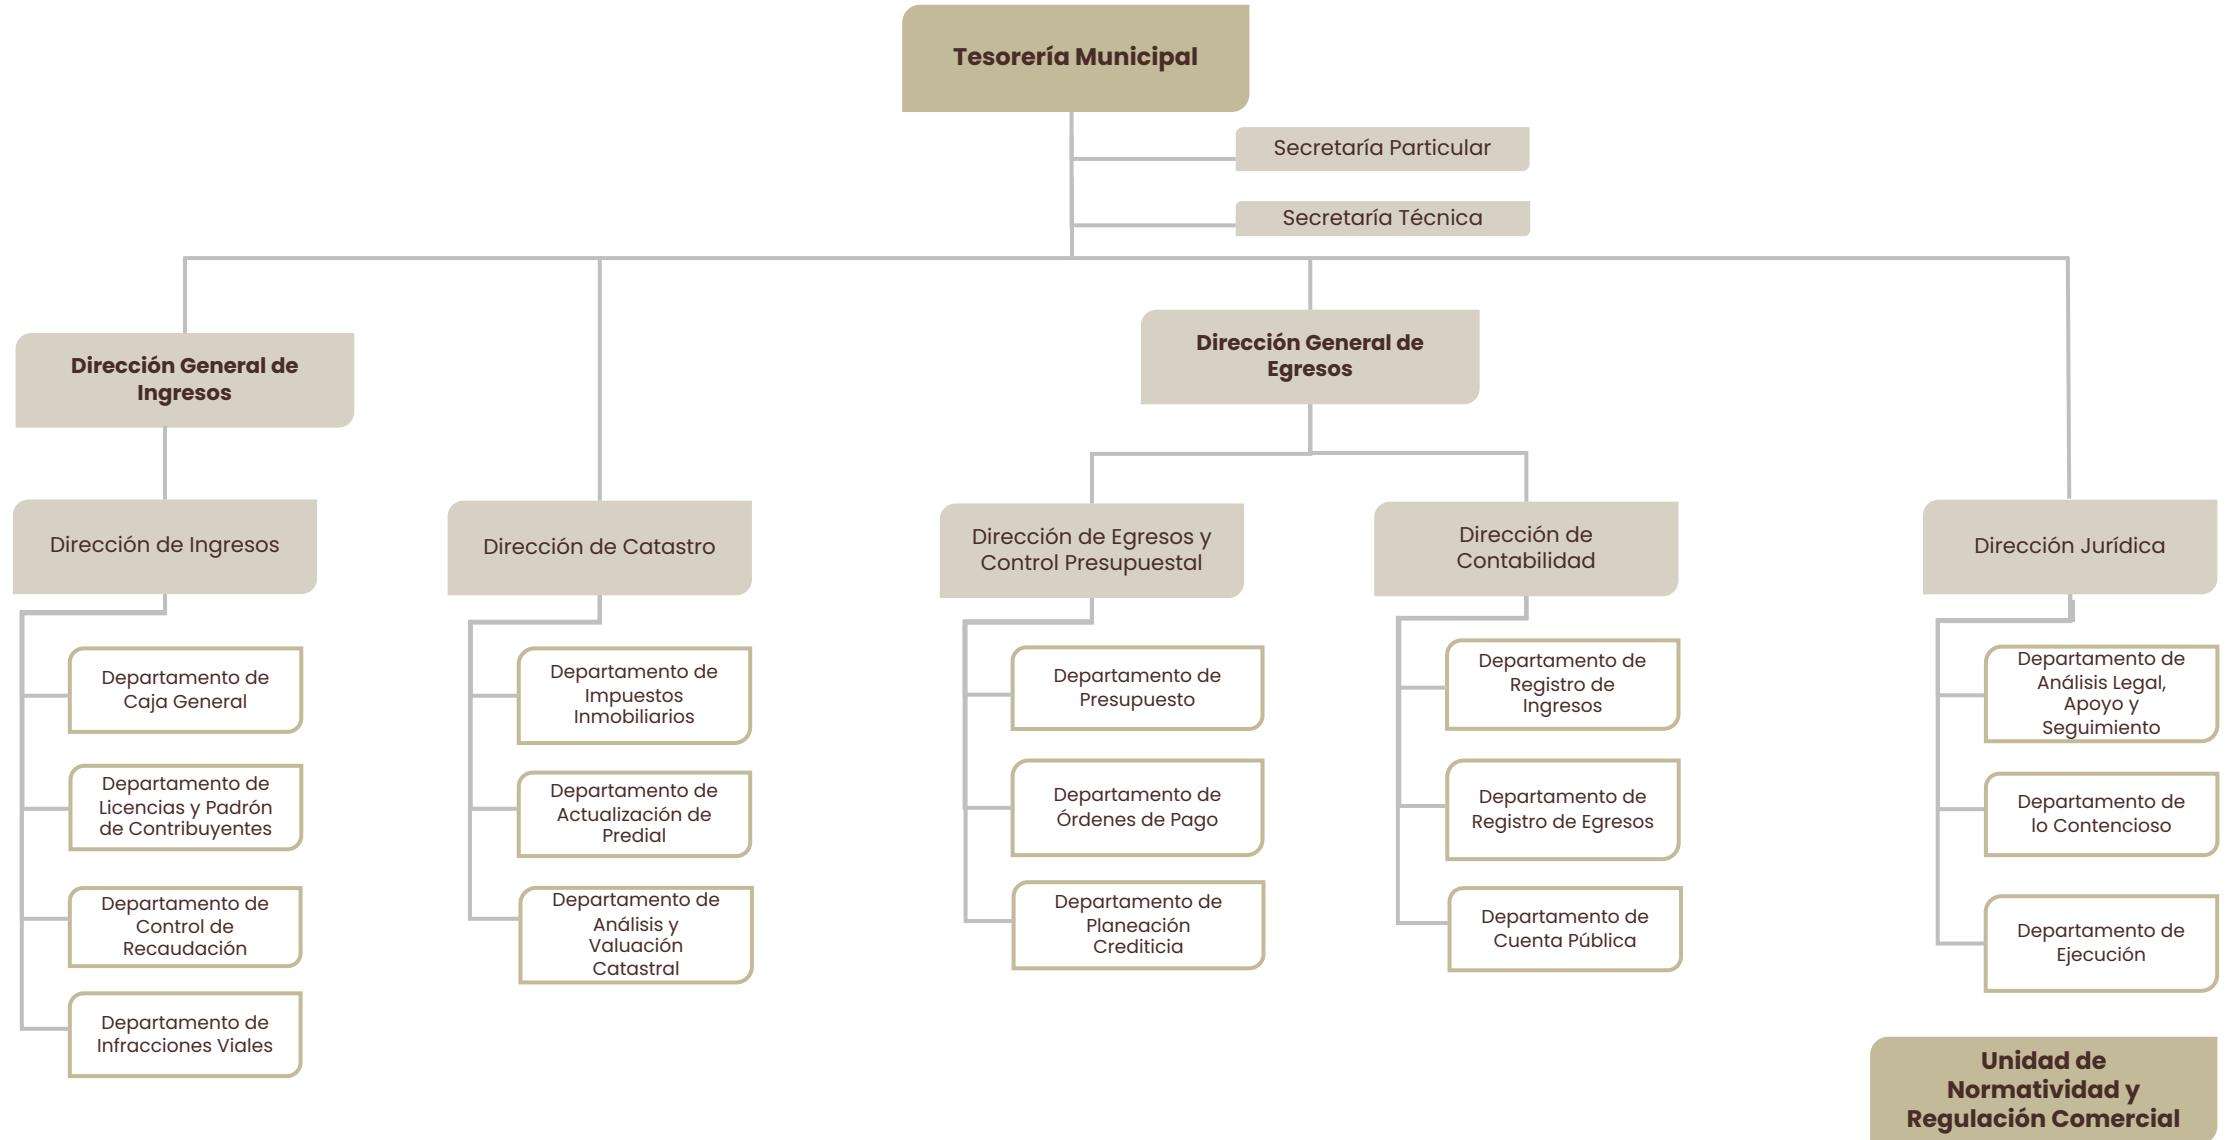 Tesorería Municipal
Secretaría Particular
Secretaría Técnica
Dirección General de
Ingresos
Dirección General de
Egresos
Dirección de Ingresos
Dirección de Catastro
Dirección de Egresos y
Control Presupuestal
Dirección de
Contabilidad
Dirección Jurídica
Departamento de
Caja General
Departamento de
Licencias y Padrón
de Contribuyentes
Departamento de
Control de
Recaudación
Departamento de
Infracciones Viales
Departamento de
Impuestos
Inmobiliarios
Departamento de
Actualización de
Predial
Departamento de
Análisis y
Valuación
Catastral
Departamento de
Presupuesto
Departamento de
Órdenes de Pago
Departamento de
Planeación
Crediticia
Departamento de
Registro de
Ingresos
Departamento de
Registro de Egresos
Departamento de
Cuenta Pública
Departamento de
Análisis Legal,
Apoyo y
Seguimiento
Departamento de
lo Contencioso
Departamento de
Ejecución
Unidad de
Normatividad y
Regulación Comercial